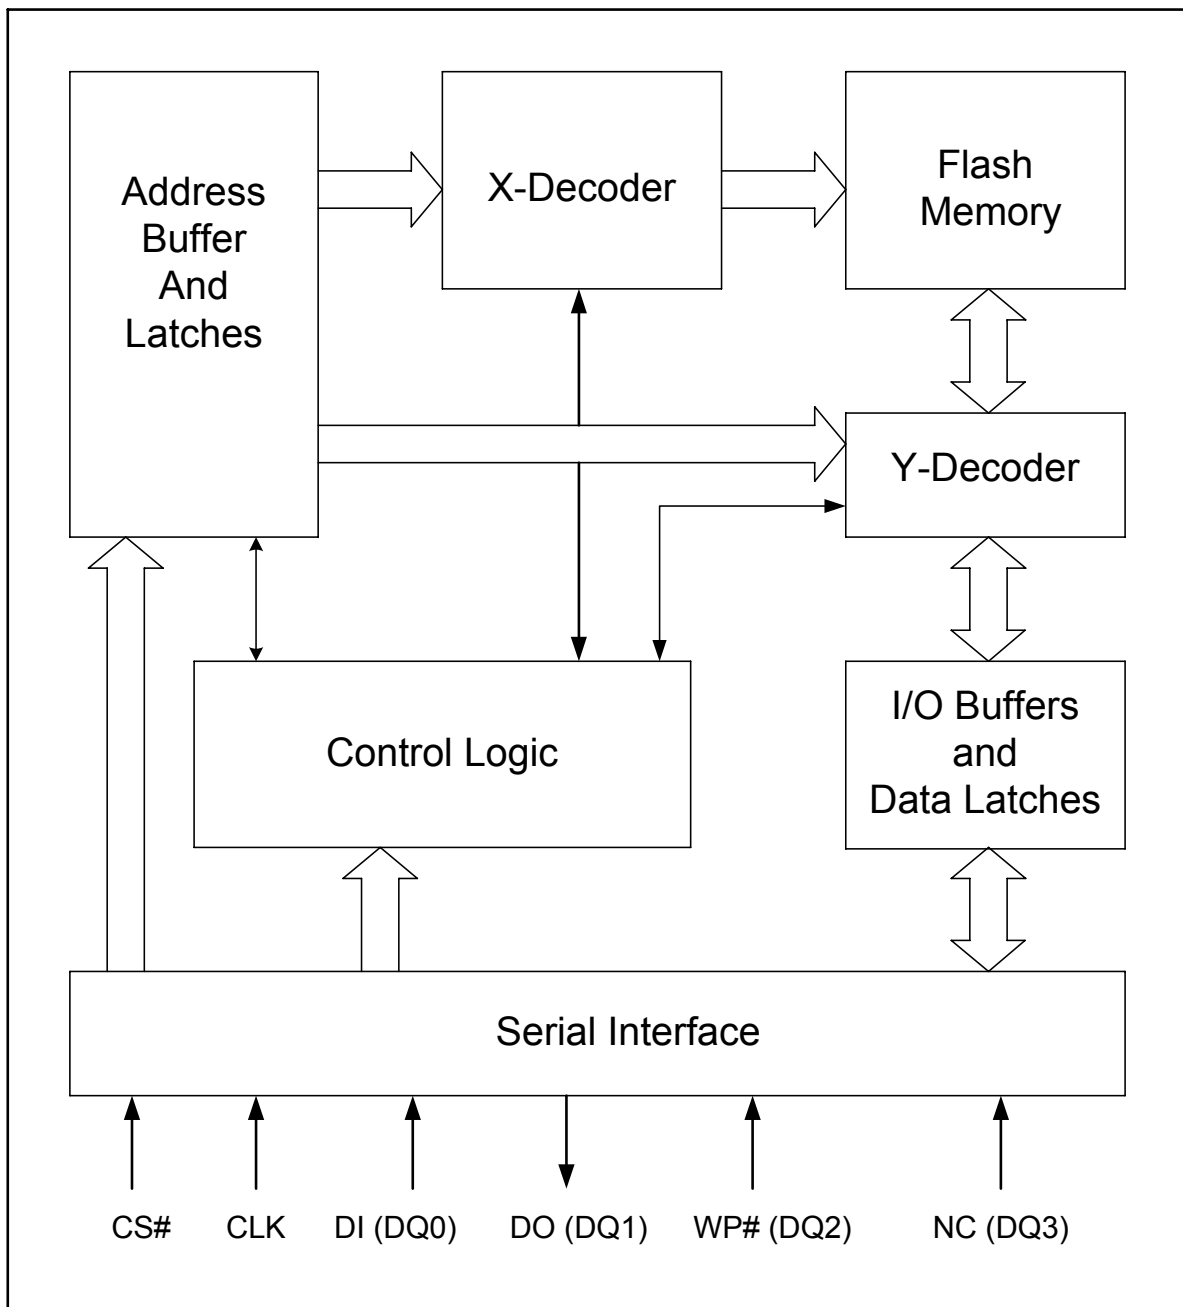 Address
Buffer
And
Latches
X-Decoder
Flash
Memory
Y-Decoder
Control Logic
I/O Buffers
and
Data Latches
Serial Interface
CS#
CLK
DI (DQ0)
DO (DQ1)
WP# (DQ2)
NC (DQ3)